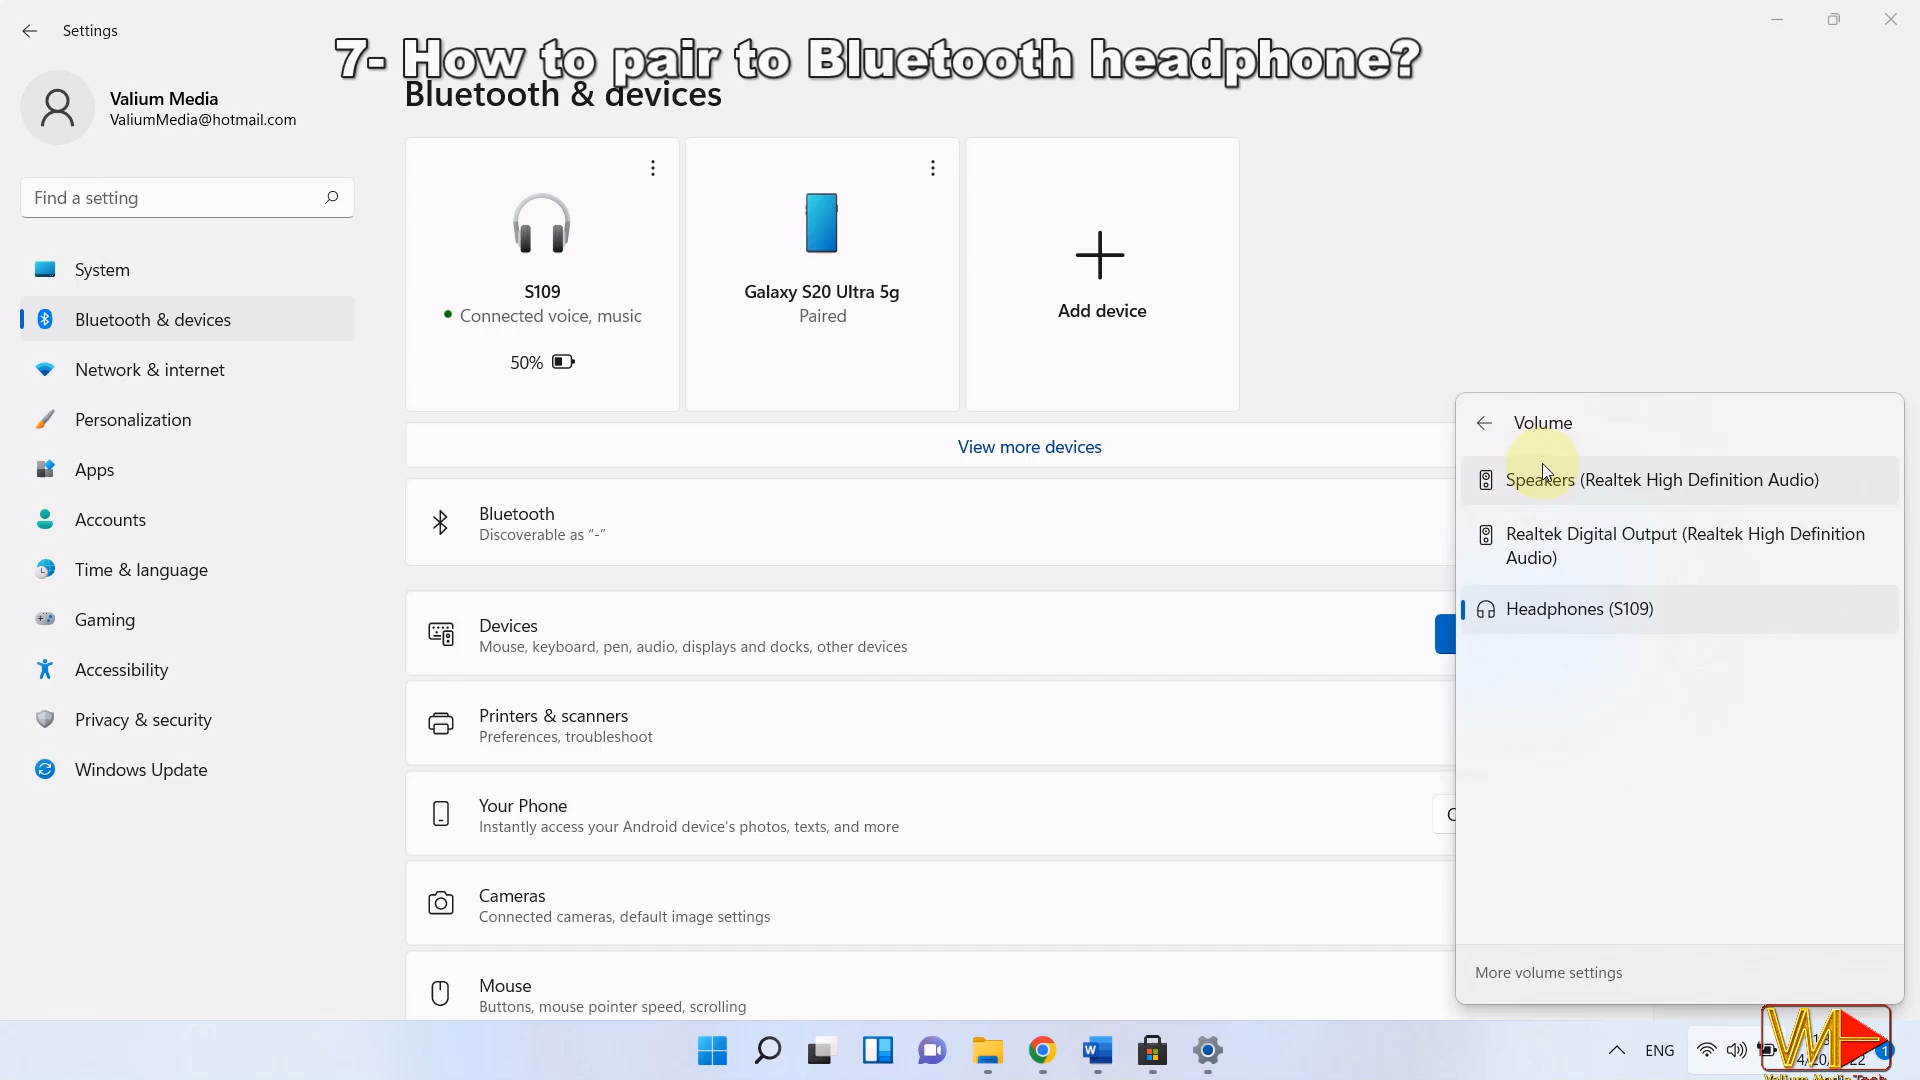 Settings
7- How to pair to Bluetooth headphone?
Valium Media
ValiumMedia@hotmail.com
Bluetooth & devices
Find a setting
System
Bluetooth & devices
Network & internet
Personalization
Apps
Accounts
Time & language
Gaming
Accessibility
Privacy & security
Windows Update
S109
Connected voice, music
50%
Galaxy S20 Ultra 5g
Paired
Add device
View more devices
Bluetooth
Discoverable as "-"
Devices
Mouse, keyboard, pen, audio, displays and docks, other devices
Printers & scanners
Preferences, troubleshoot
Your Phone
Instantly access your Android device's photos, texts, and more
Cameras
Connected cameras, default image settings
Mouse
Buttons, mouse pointer speed, scrolling
Volume
Speakers (Realtek High Definition Audio)
Realtek Digital Output (Realtek High Definition
Audio)
Headphones (S109)
More volume settings
ENG
1